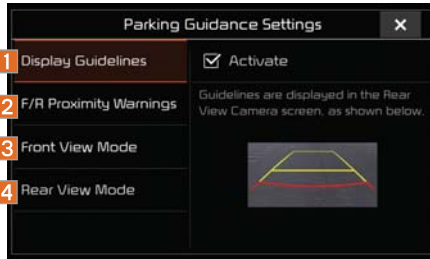 Parking Guidance Settings
1 Display Guidelines
Activate
2 F/R Proximity Warnings
Guidelines are displayed in the Rear
View Camera screen, as shown below.
3 Front View Mode
4 Rear View Mode